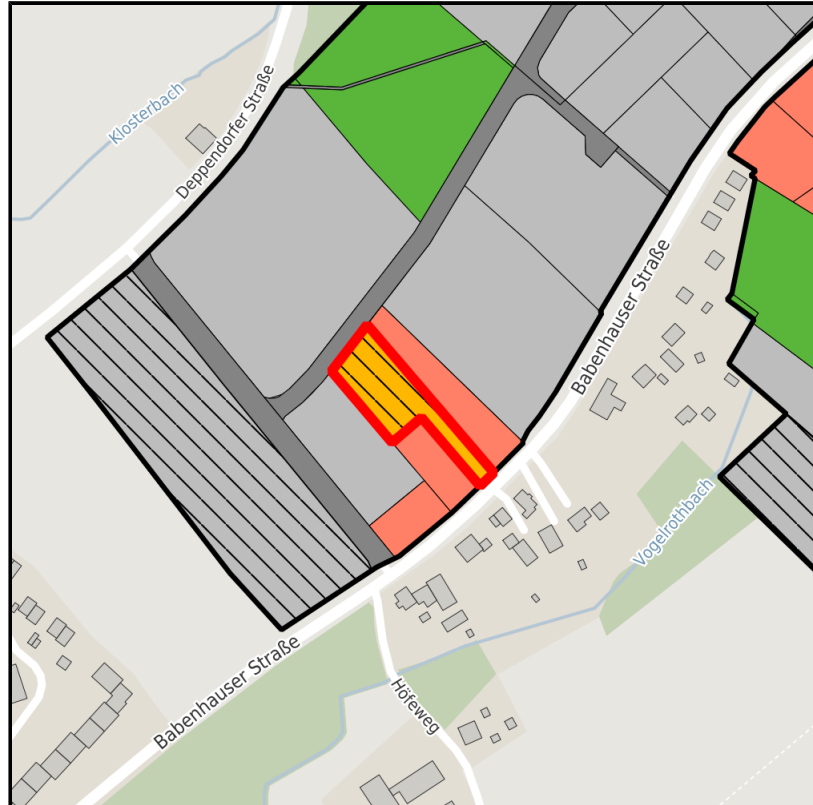 Klosterbach
Deppendorfer Straße
Babenhauser Straße
Vogelrothbach
Babenhauser Straße
Höfeweg